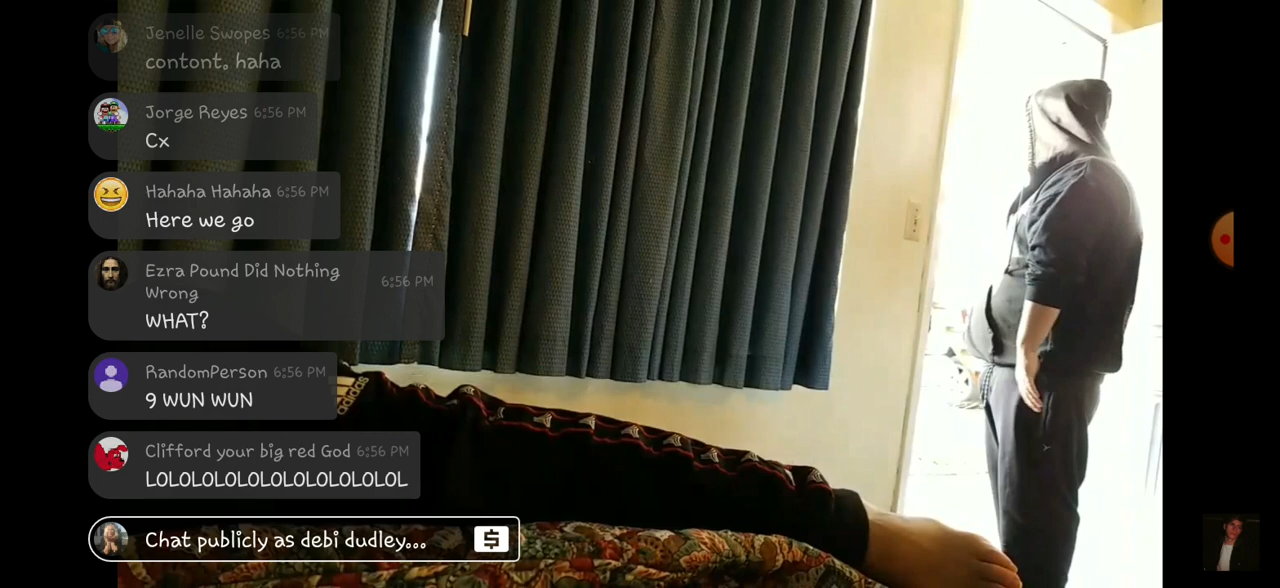 Jenelle Swopes 6:56 PM
contont. haha
Jorge Reyes 6:56 PM
Cx
Hahaha Hahaha 6:56 PM
Here we go
Ezra Pound Did Nothing
Wrong 6:56 PM
WHAT?
RandomPerson 6:56 PM
9 WUN WUN
adidas
Clifford your big red God 6:56 PM
LOLOLOLOLOLOLOLOLOLOLOL
Chat publicly as debi dudley...
$